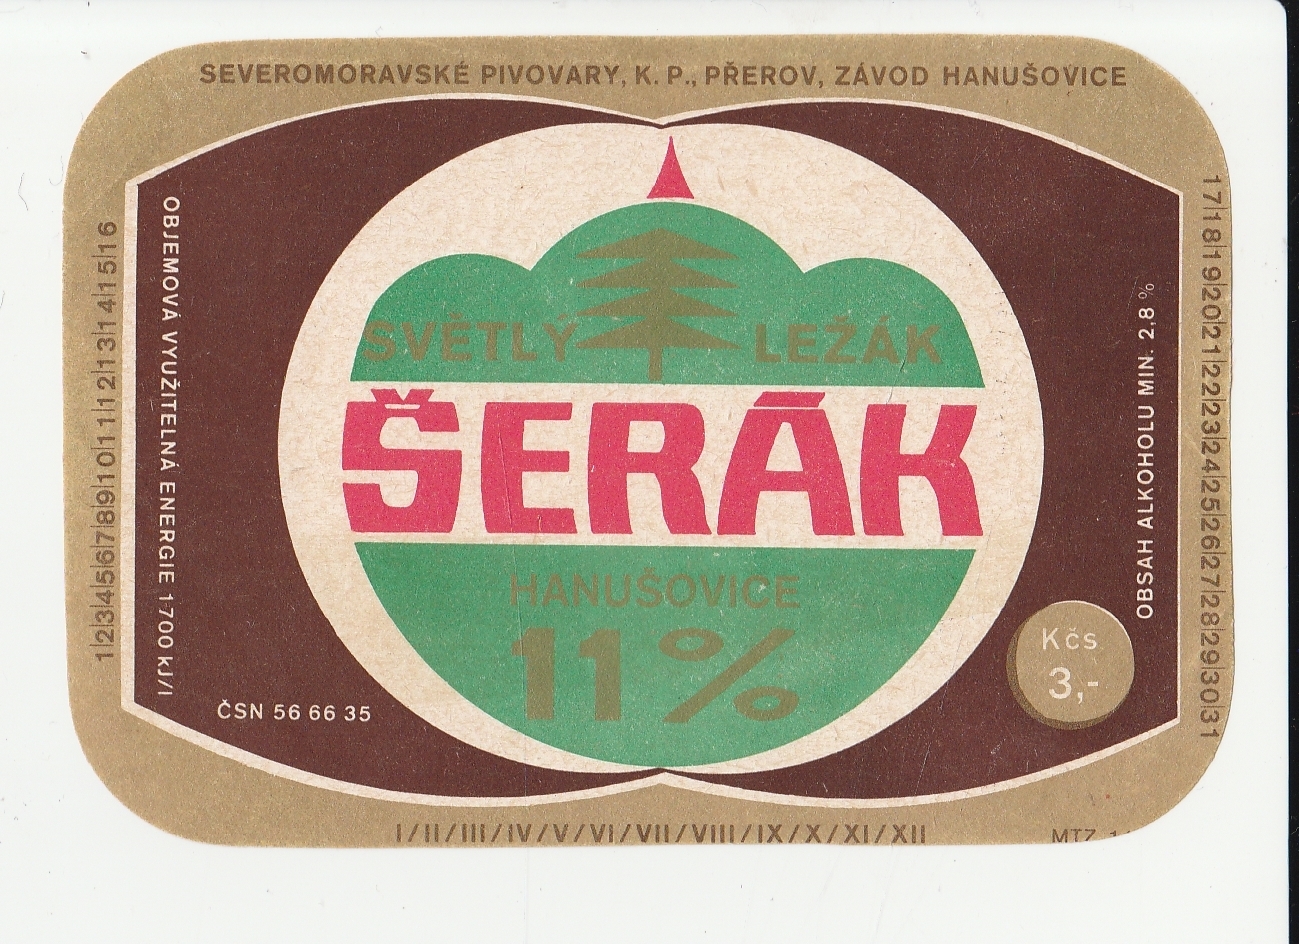 SEVEROMORAVSKÉ PIVOVARY, K. P., PŘEROV, ZÁVOD HANUŠOVICE
1|2|3|4|5|6|7|8|9|10|11|12|13|14|15|16
OBJEMOVÁ VYUŽITELNÁ ENERGIE 1700 kJ/l
SVĚTLÝ LEŽÁK
ŠERÁK
HANUŠOVICE
11%
ČSN 56 66 35
OBSAH ALKOHOLU MIN. 2,8 %
Kčs
3,-
17|18|19|20|21|22|23|24|25|26|27|28|29|30|31
I/II/III/IV/V/VI/VII/VIII/IX/X/XI/XII
MTZ